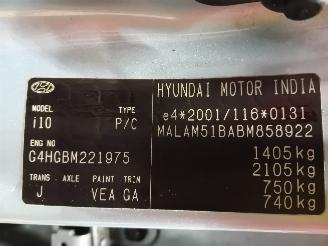 HYUNDAI MOTOR INDIA
MODEL TYPE
i10 P/C
ENG NO
G4HGBM221975
TRANS. AXLE PAINT TRIM
J VEA GA
e4*2001/116*0131
MALAM51BABM858922
1405kg
2105kg
750kg
740kg